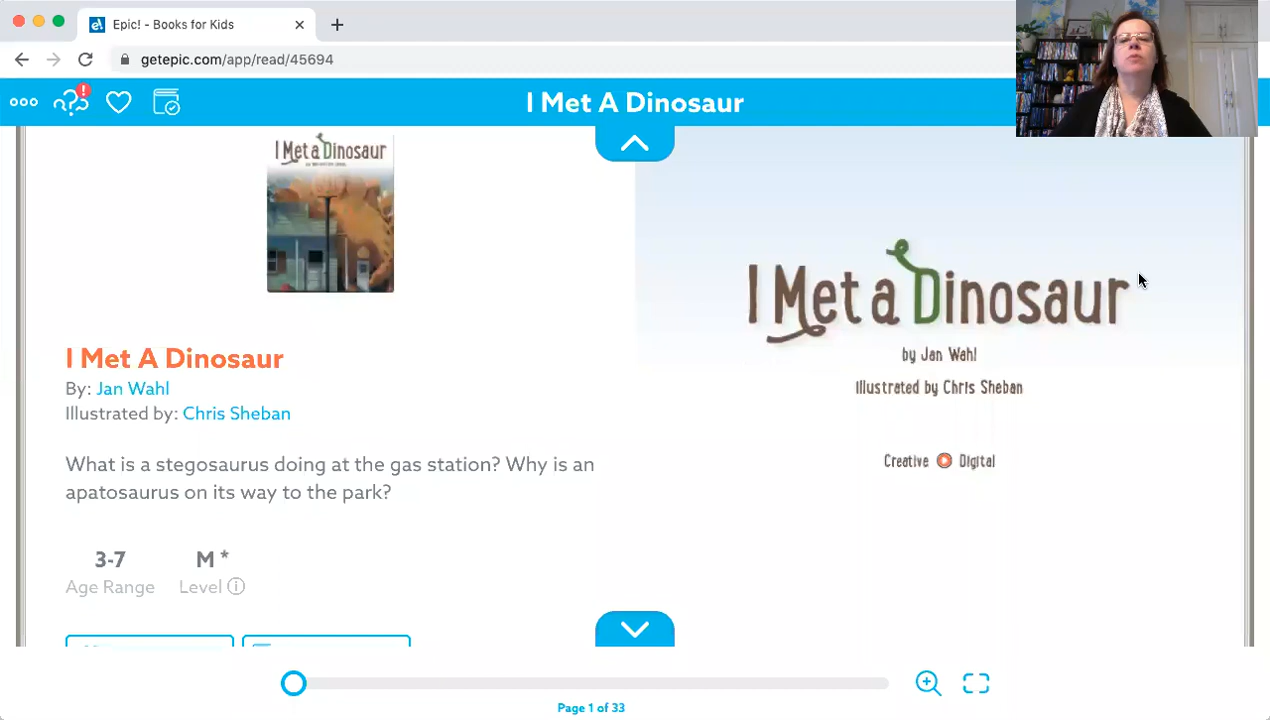 Epic! - Books for Kids
getepic.com/app/read/45694
I Met A Dinosaur
I Met a Dinosaur
I Met A Dinosaur
By: Jan Wahl
Illustrated by: Chris Sheban
What is a stegosaurus doing at the gas station? Why is an
apatosaurus on its way to the park?
3-7 M *
Age Range Level
I Met a Dinosaur
by Jan Wahl
Illustrated by Chris Sheban
Creative Digital
Page 1 of 33